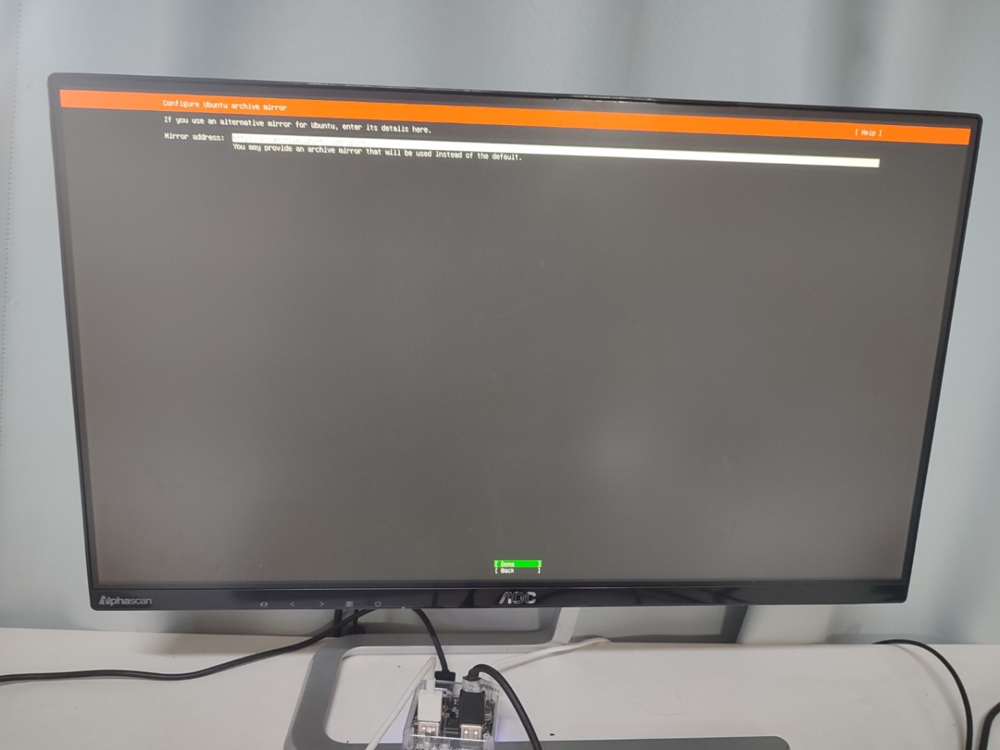 Configure Ubuntu archive mirror
[ Help ]
If you use an alternative mirror for Ubuntu, enter its details here.
Mirror address:
You may provide an archive mirror that will be used instead of the default.
[ Done ]
[ Back ]
Alphascan
AOC